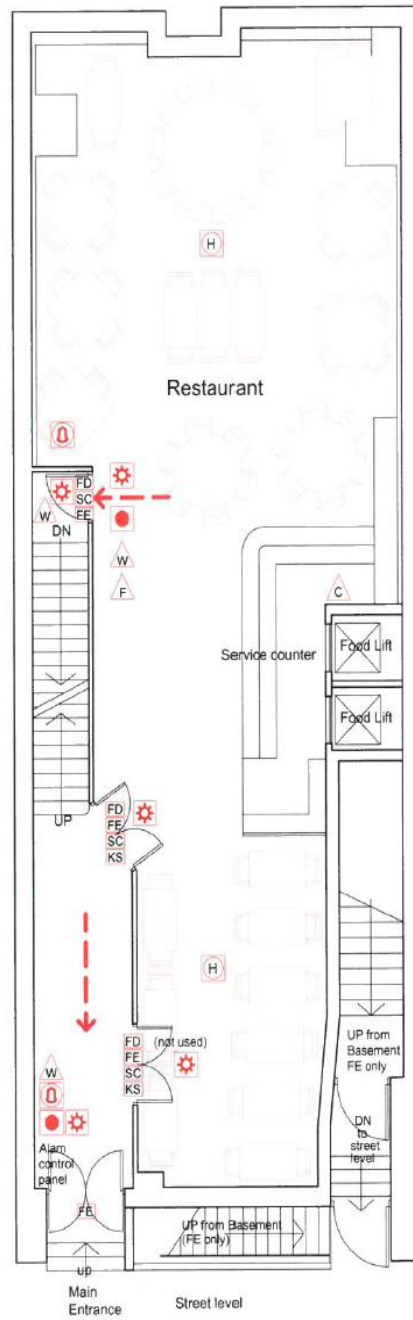 H
Restaurant
FD
SC
FE
W
DN
W
F
C
Service counter
Food Lift
Food Lift
UP
FD
FE
SC
KS
H
FD
(not used)
FE
SC
KS
W
Alam
control
panel
FE
up
Main
Entrance
UP from Basement
(FE only)
Street level
UP from
Basement
FE only
DN
to
street
level